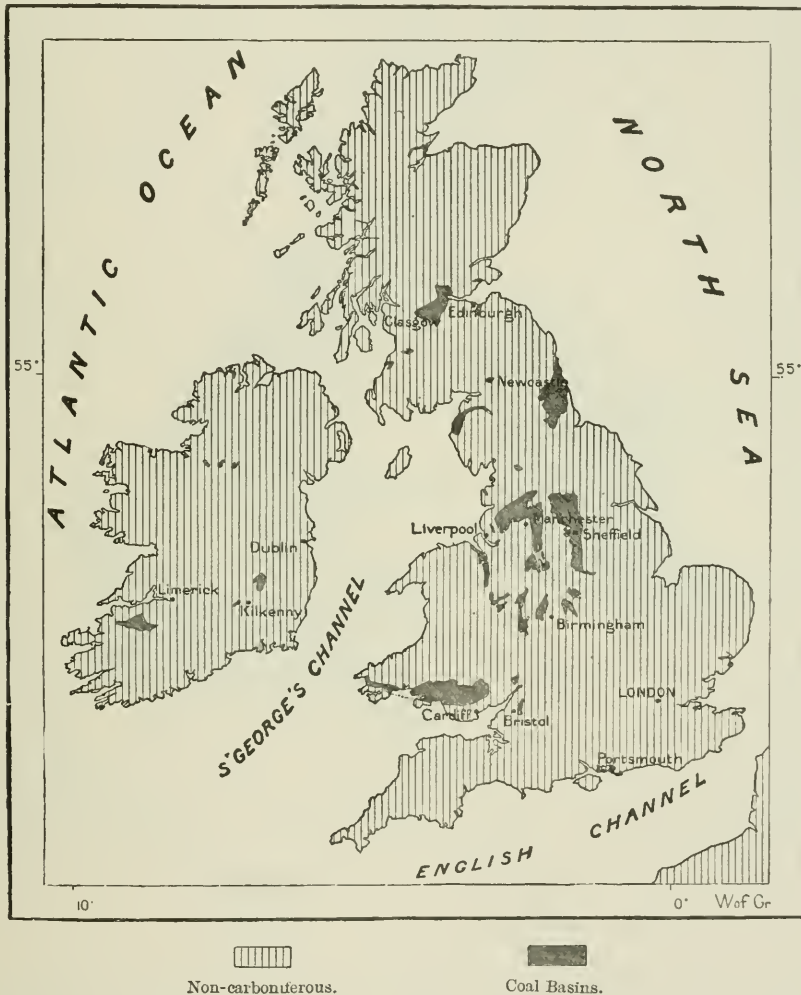 ATLANTIC OCEAN
NORTH SEA
Glasgow
Edinburgh
55°
55°
Newcastle
Manchester
Liverpool
Sheffield
Dublin
Limerick
Kilkenny
Birmingham
ST GEORGE'S CHANNEL
LONDON
Cardiff
Bristol
Portsmouth
ENGLISH CHANNEL
10°
0°
W of Gr
Non-carboniferous.
Coal Basins.